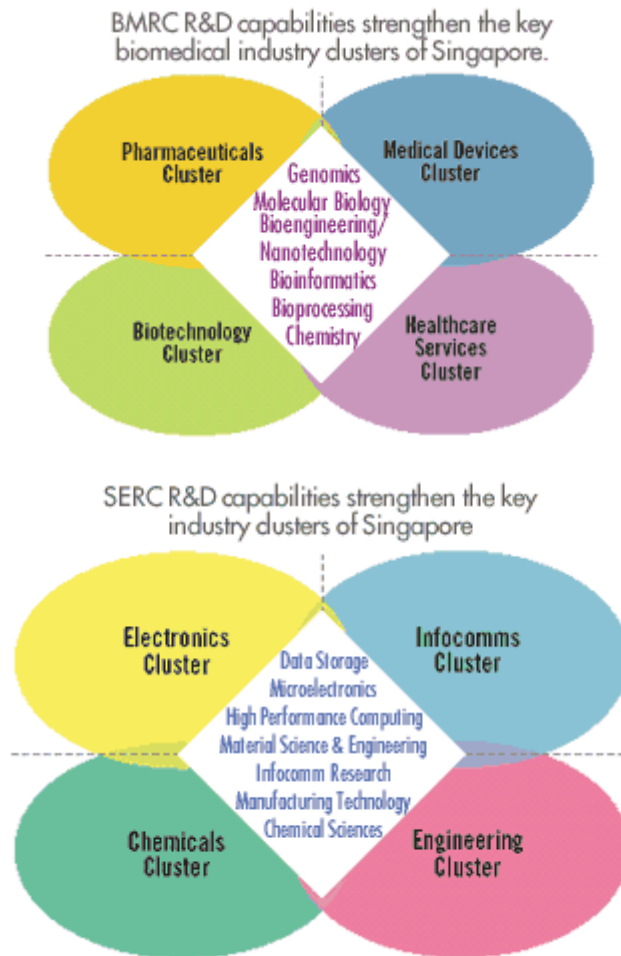 BMRC R&D capabilities strengthen the key
biomedical industry clusters of Singapore.
Pharmaceuticals
Cluster
Medical Devices
Cluster
Genomics
Molecular Biology
Bioengineering/
Nanotechnology
Bioinformatics
Bioprocessing
Chemistry
Biotechnology
Cluster
Healthcare
Services
Cluster
SERC R&D capabilities strengthen the key
industry clusters of Singapore
Electronics
Cluster
Infocomms
Cluster
Data Storage
Microelectronics
High Performance Computing
Material Science & Engineering
Infocomm Research
Manufacturing Technology
Chemical Sciences
Chemicals
Cluster
Engineering
Cluster